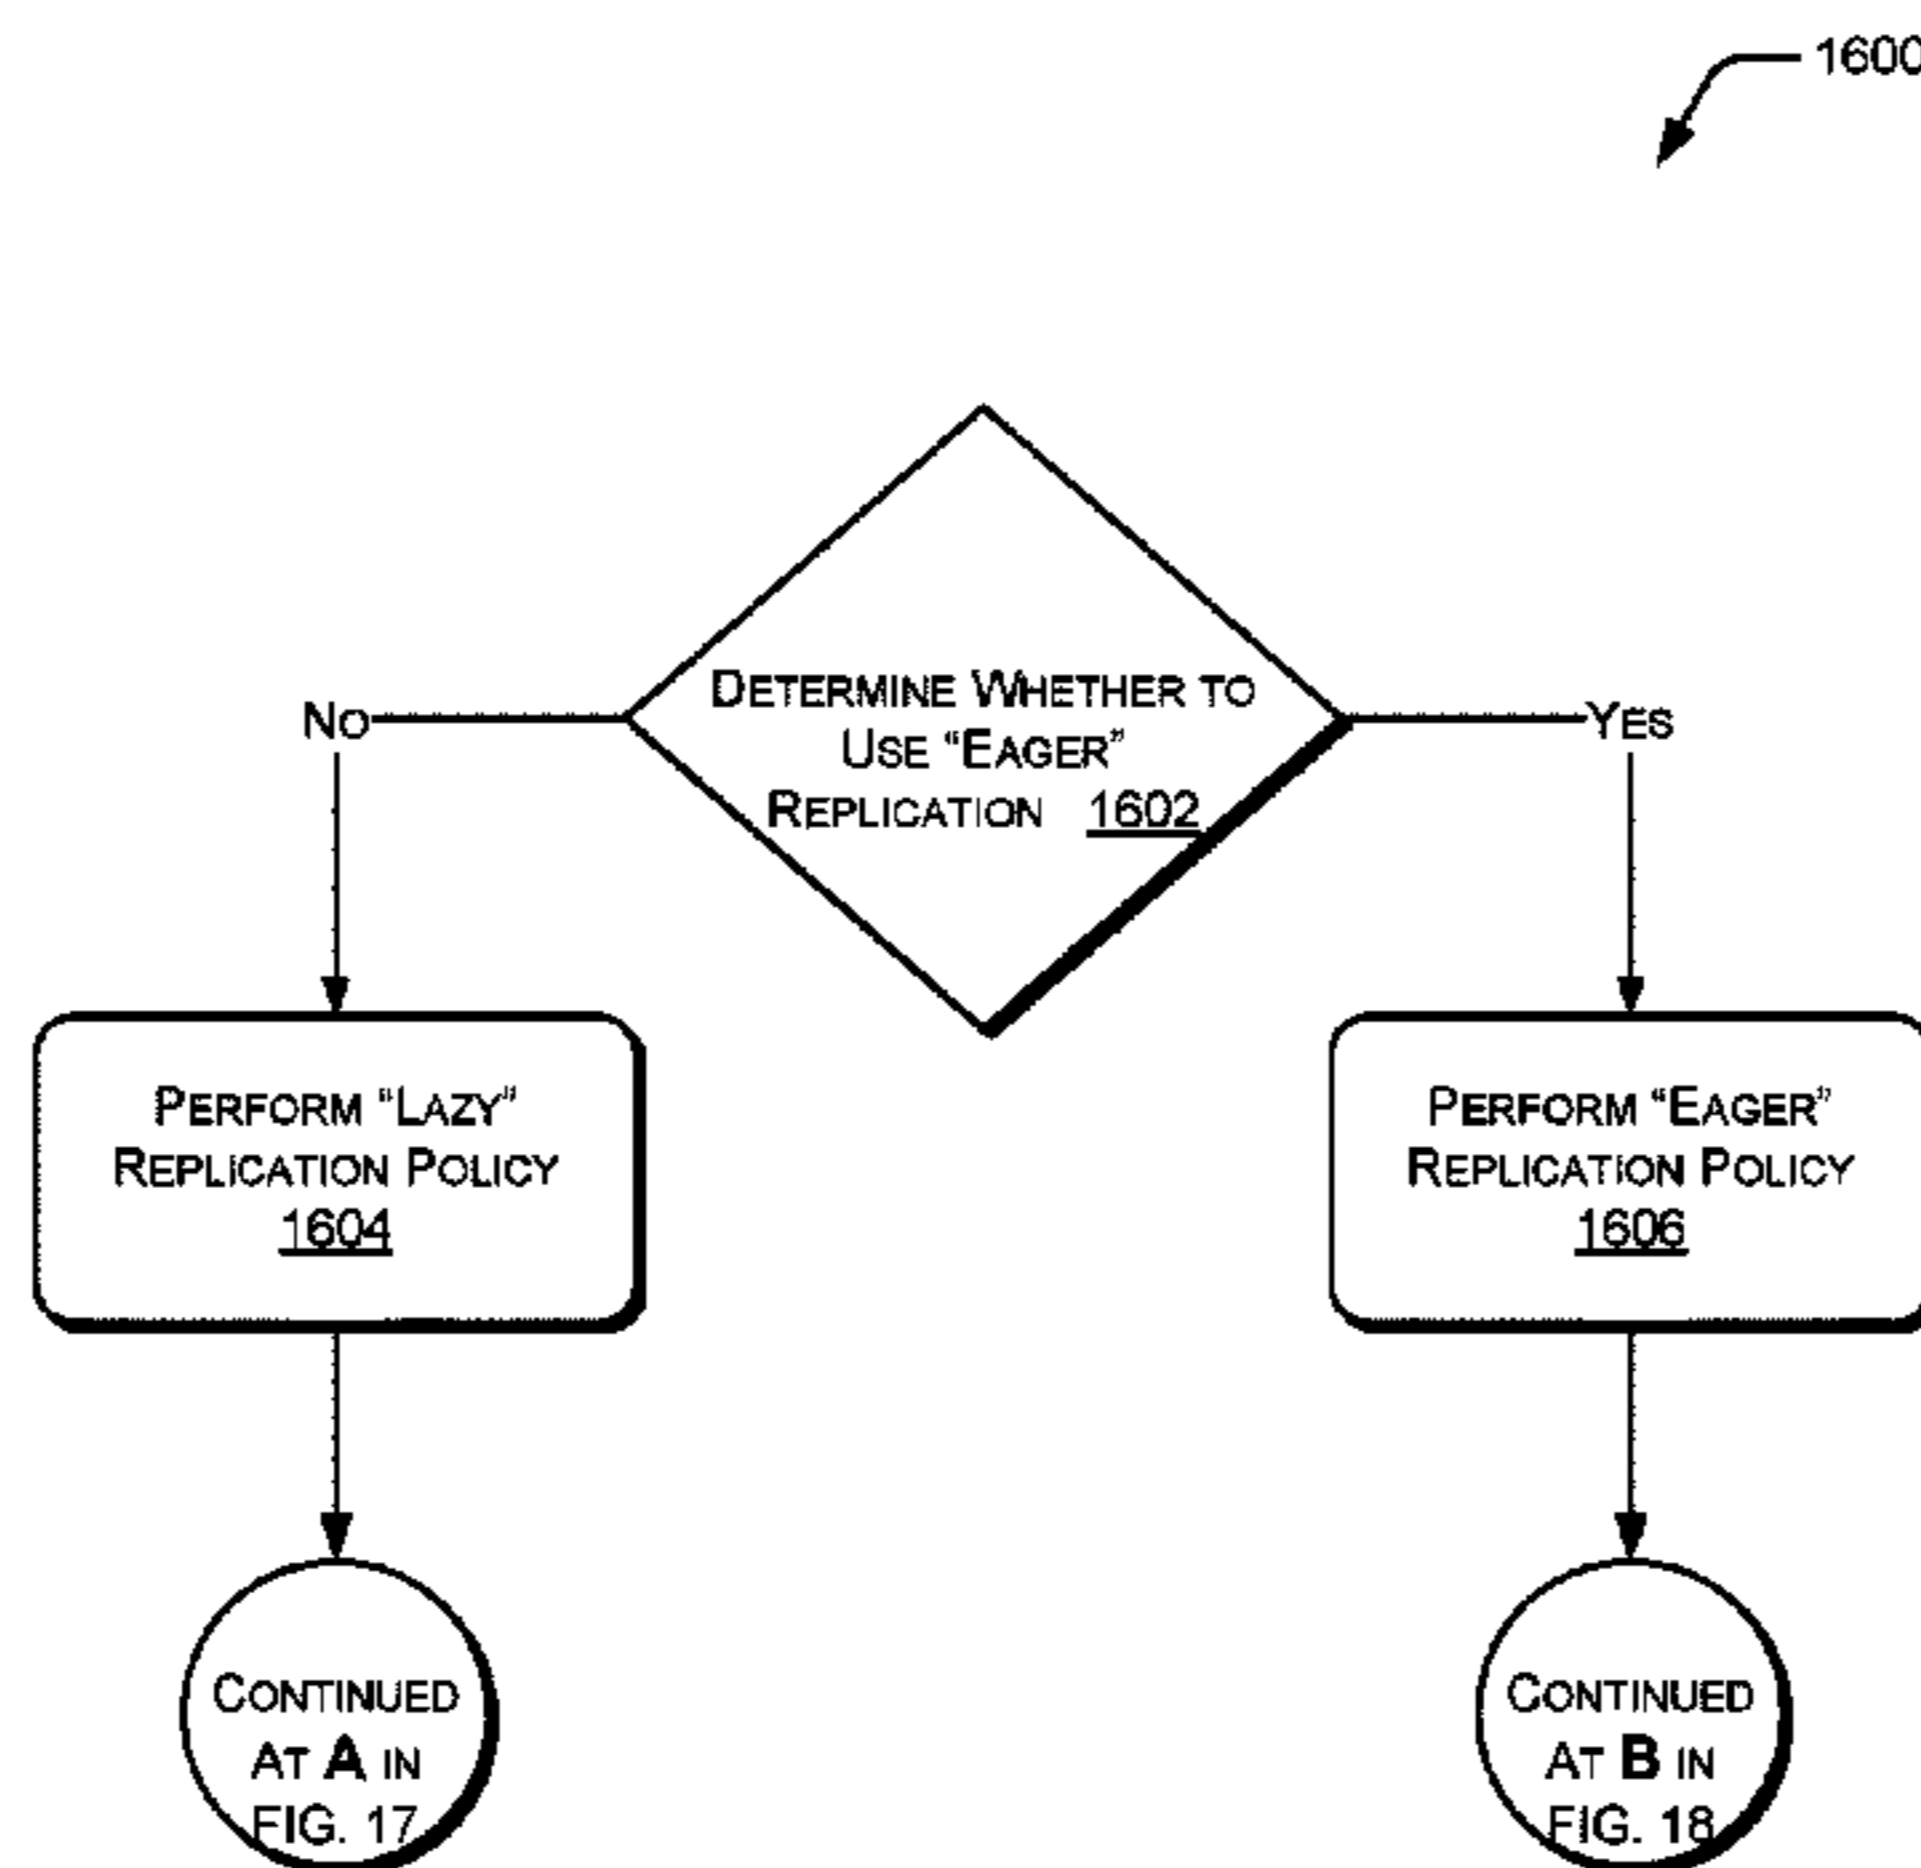 1600
DETERMINE WHETHER TO
USE “EAGER”
REPLICATION 1602
NO
YES
PERFORM “LAZY”
REPLICATION POLICY
1604
PERFORM “EAGER”
REPLICATION POLICY
1606
CONTINUED
AT A IN
FIG. 17
CONTINUED
AT B IN
FIG. 18